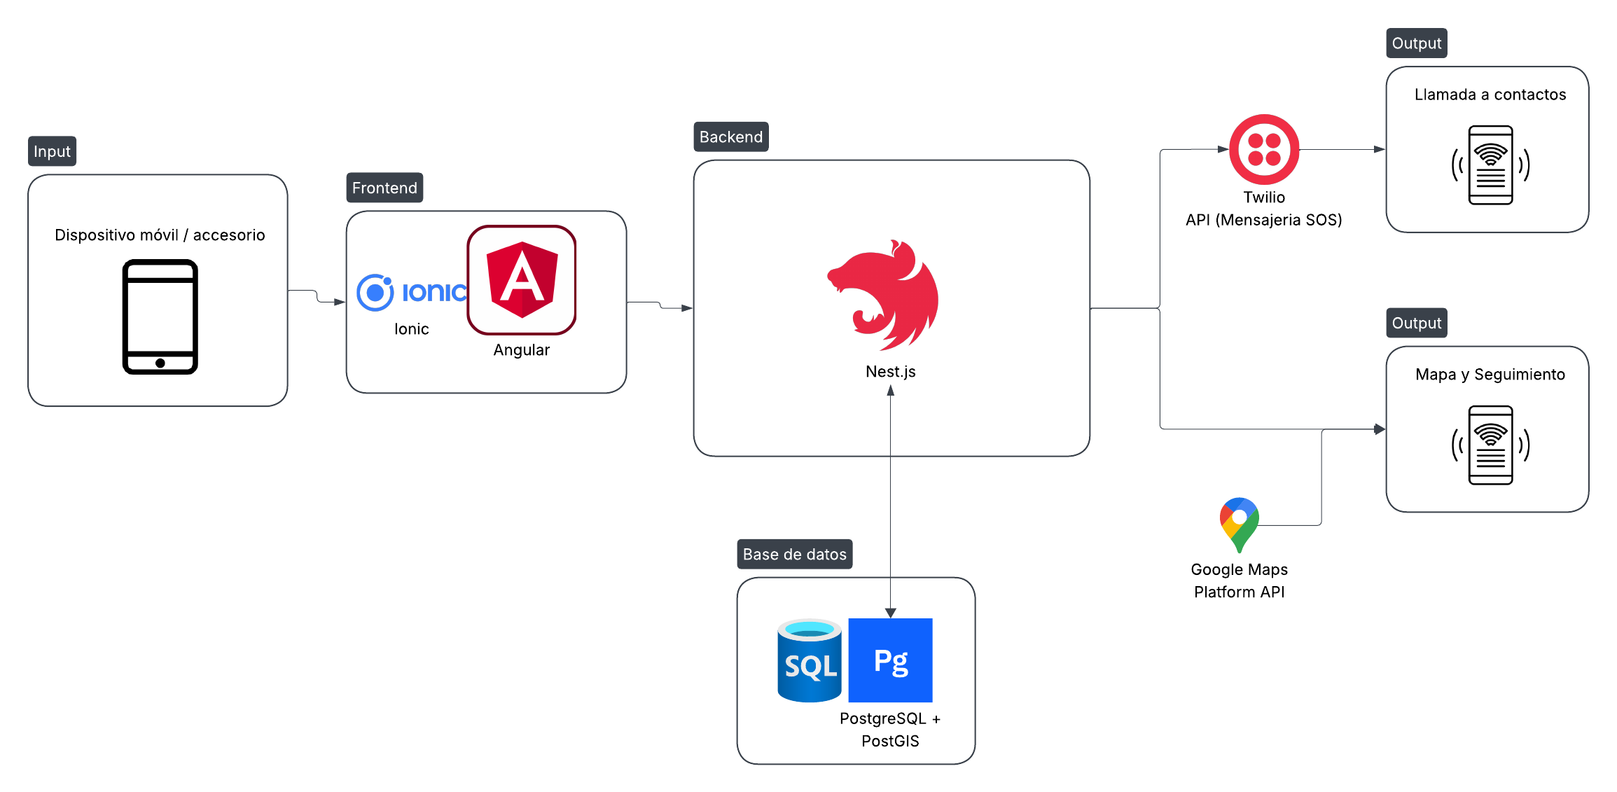 Input
Dispositivo móvil / accesorio
Frontend
IONIC
Ionic
Angular
Backend
Nest.js
Base de datos
SQL
Pg
PostgreSQL +
PostGIS
Twilio
API (Mensajeria SOS)
Output
Llamada a contactos
Output
Mapa y Seguimiento
Google Maps
Platform API